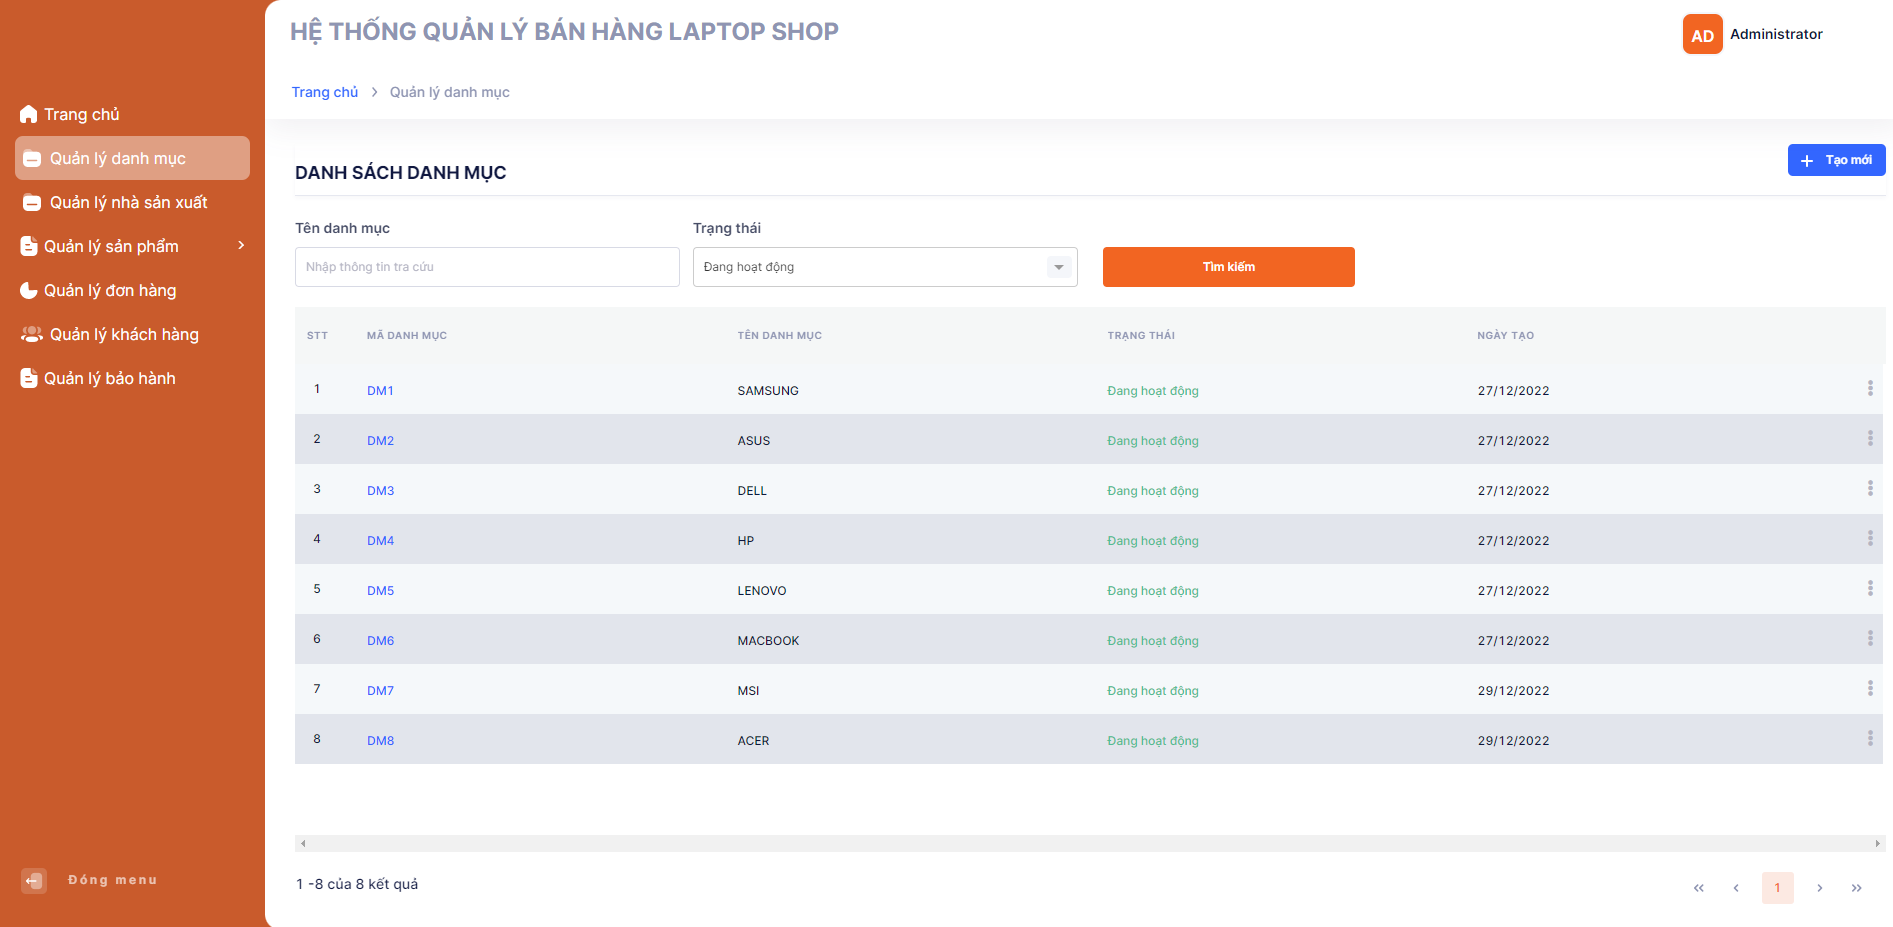 HỆ THỐNG QUẢN LÝ BÁN HÀNG LAPTOP SHOP
AD Administrator
Trang chủ > Quản lý danh mục
Trang chủ
Quản lý danh mục
Quản lý nhà sản xuất
Quản lý sản phẩm
Quản lý đơn hàng
Quản lý khách hàng
Quản lý bảo hành
Đóng menu
DANH SÁCH DANH MỤC
+ Tạo mới
Tên danh mục Trạng thái
Nhập thông tin tra cứu Đang hoạt động Tìm kiếm
STT MÃ DANH MỤC TÊN DANH MỤC TRẠNG THÁI NGÀY TẠO
1 DM1 SAMSUNG Đang hoạt động 27/12/2022
2 DM2 ASUS Đang hoạt động 27/12/2022
3 DM3 DELL Đang hoạt động 27/12/2022
4 DM4 HP Đang hoạt động 27/12/2022
5 DM5 LENOVO Đang hoạt động 27/12/2022
6 DM6 MACBOOK Đang hoạt động 27/12/2022
7 DM7 MSI Đang hoạt động 29/12/2022
8 DM8 ACER Đang hoạt động 29/12/2022
1 -8 của 8 kết quả
« ‹ 1 › »